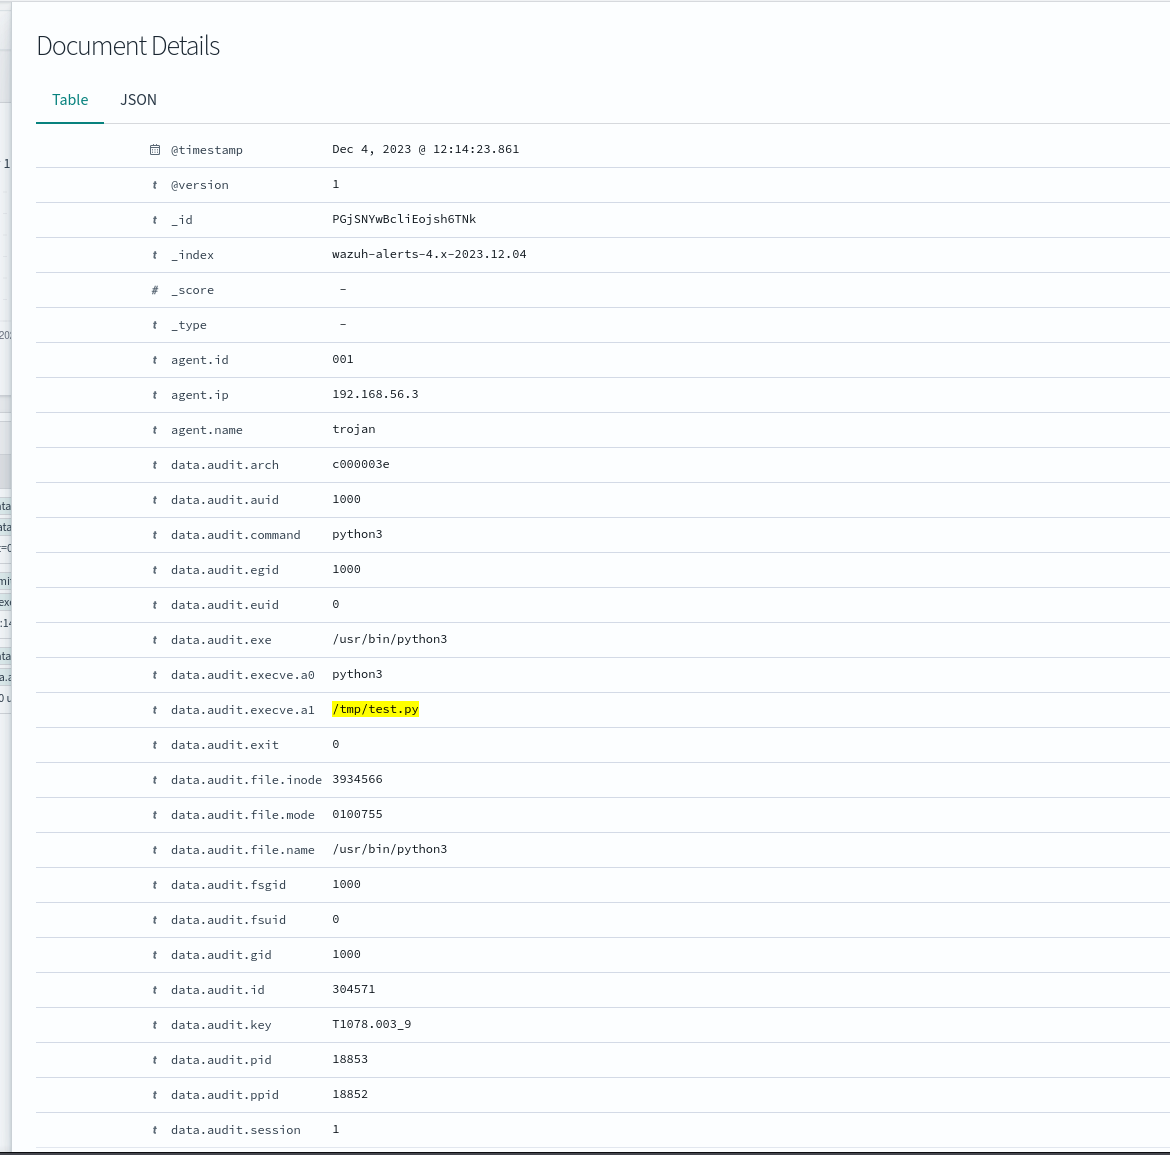 Document Details
Table JSON
@timestamp Dec 4, 2023 @ 12:14:23.861
t @version 1
t _id PGjSNYwBcliEojsh6TNk
t _index wazuh-alerts-4.x-2023.12.04
# _score –
t _type –
t agent.id 001
t agent.ip 192.168.56.3
t agent.name trojan
t data.audit.arch c000003e
t data.audit.auid 1000
t data.audit.command python3
t data.audit.egid 1000
t data.audit.euid 0
t data.audit.exe /usr/bin/python3
t data.audit.execve.a0 python3
t data.audit.execve.a1 /tmp/test.py
t data.audit.exit 0
t data.audit.file.inode 3934566
t data.audit.file.mode 0100755
t data.audit.file.name /usr/bin/python3
t data.audit.fsgid 1000
t data.audit.fsuid 0
t data.audit.gid 1000
t data.audit.id 304571
t data.audit.key T1078.003_9
t data.audit.pid 18853
t data.audit.ppid 18852
t data.audit.session 1